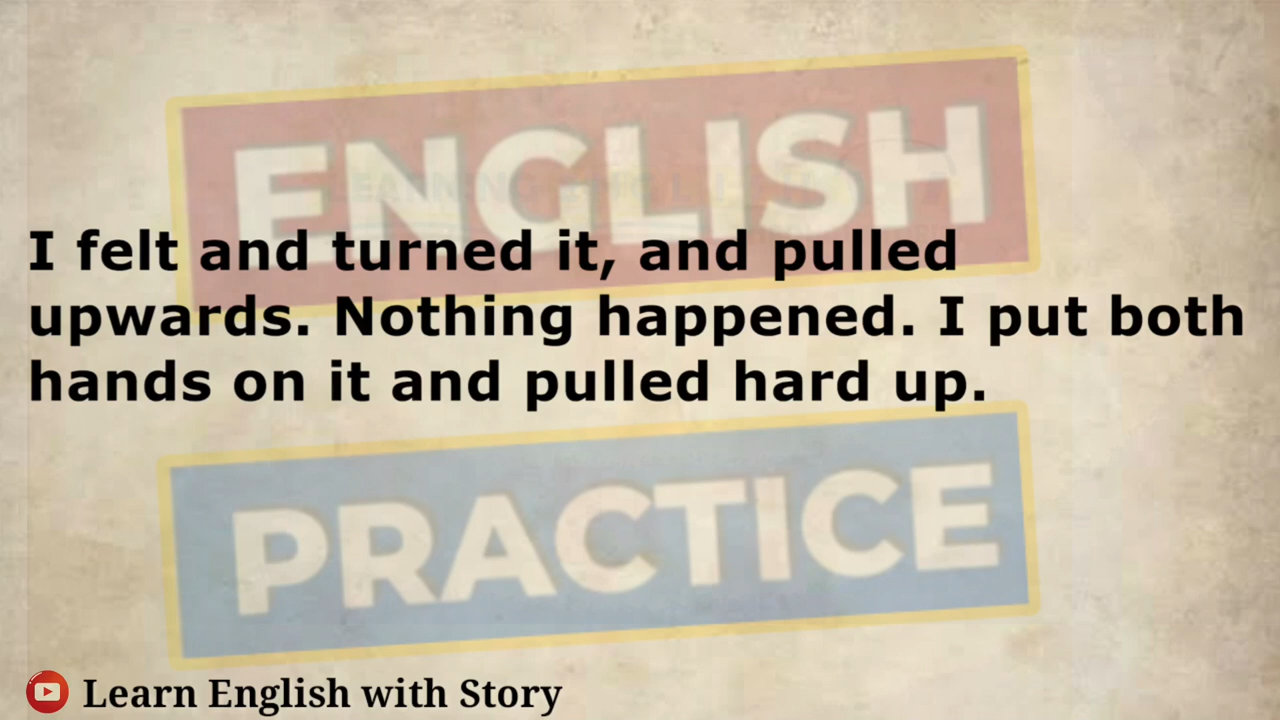 ENGLISH
I felt and turned it, and pulled
upwards. Nothing happened. I put both
hands on it and pulled hard up.
PRACTICE
Learn English with Story